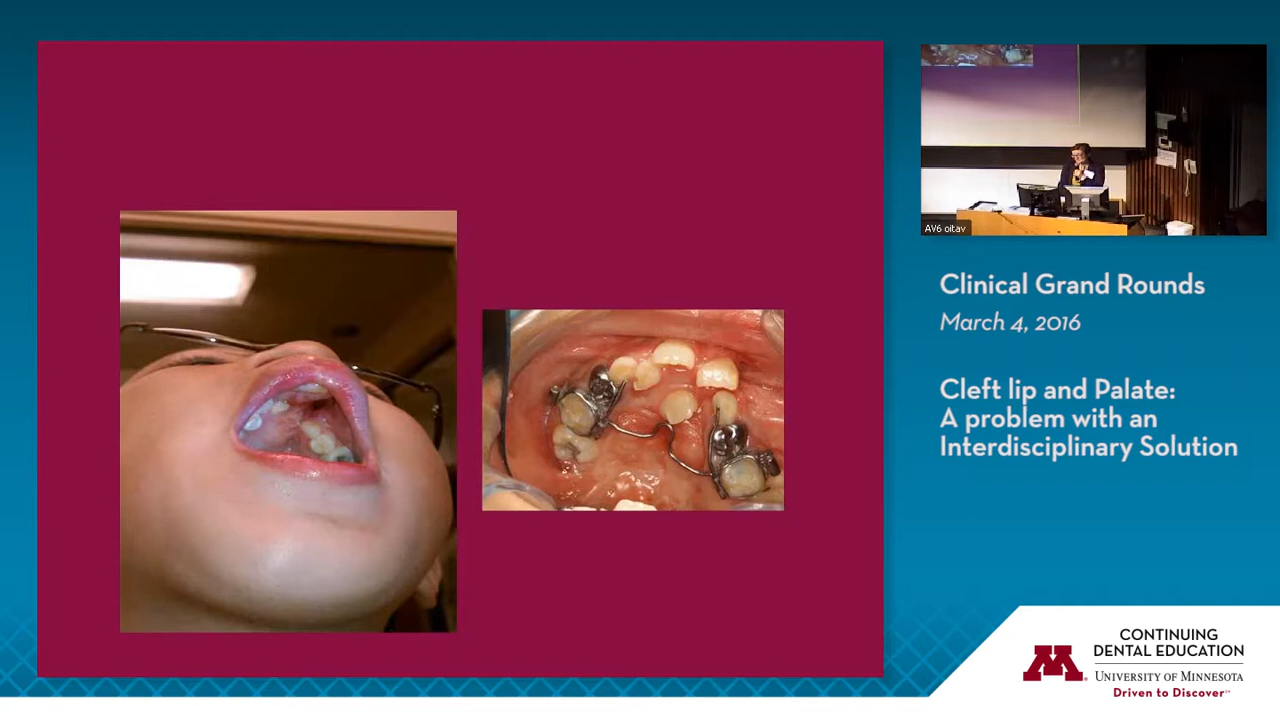 AV6 oitav
Clinical Grand Rounds
March 4, 2016
Cleft lip and Palate:
A problem with an
Interdisciplinary Solution
M
CONTINUING
DENTAL EDUCATION
UNIVERSITY OF MINNESOTA
Driven to Discover℠